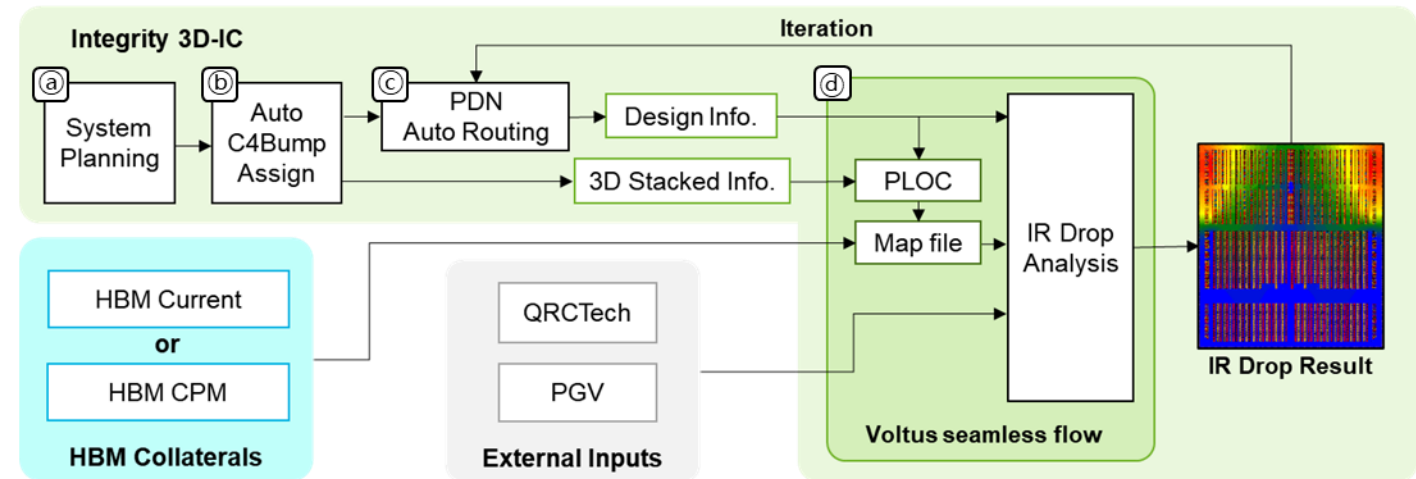 Integrity 3D-IC
Iteration
ⓐ
System
Planning
ⓑ
Auto
C4Bump
Assign
ⓒ
PDN
Auto Routing
Design Info.
3D Stacked Info.
ⓓ
PLOC
Map file
IR Drop
Analysis
Voltus seamless flow
IR Drop Result
HBM Current
or
HBM CPM
HBM Collaterals
QRCTech
PGV
External Inputs